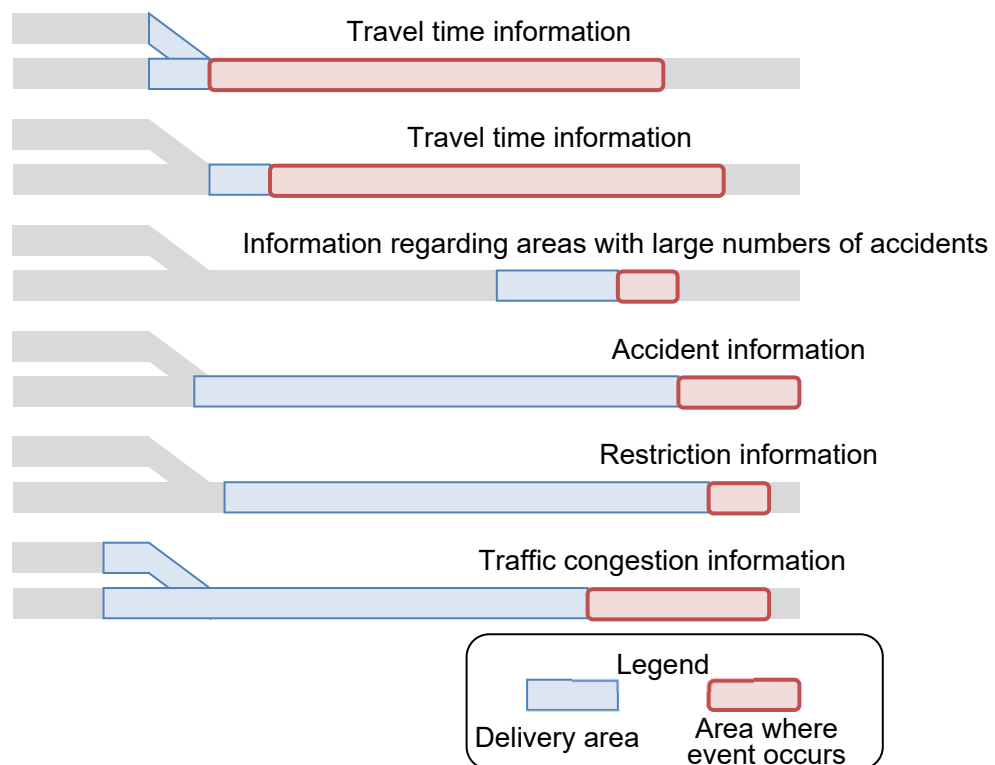 Travel time information
Travel time information
Information regarding areas with large numbers of accidents
Accident information
Restriction information
Traffic congestion information
Legend
Delivery area
Area where
event occurs